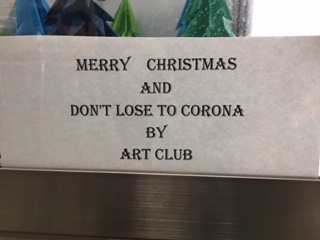 MERRY CHRISTMAS
AND
DON'T LOSE TO CORONA
BY
ART CLUB